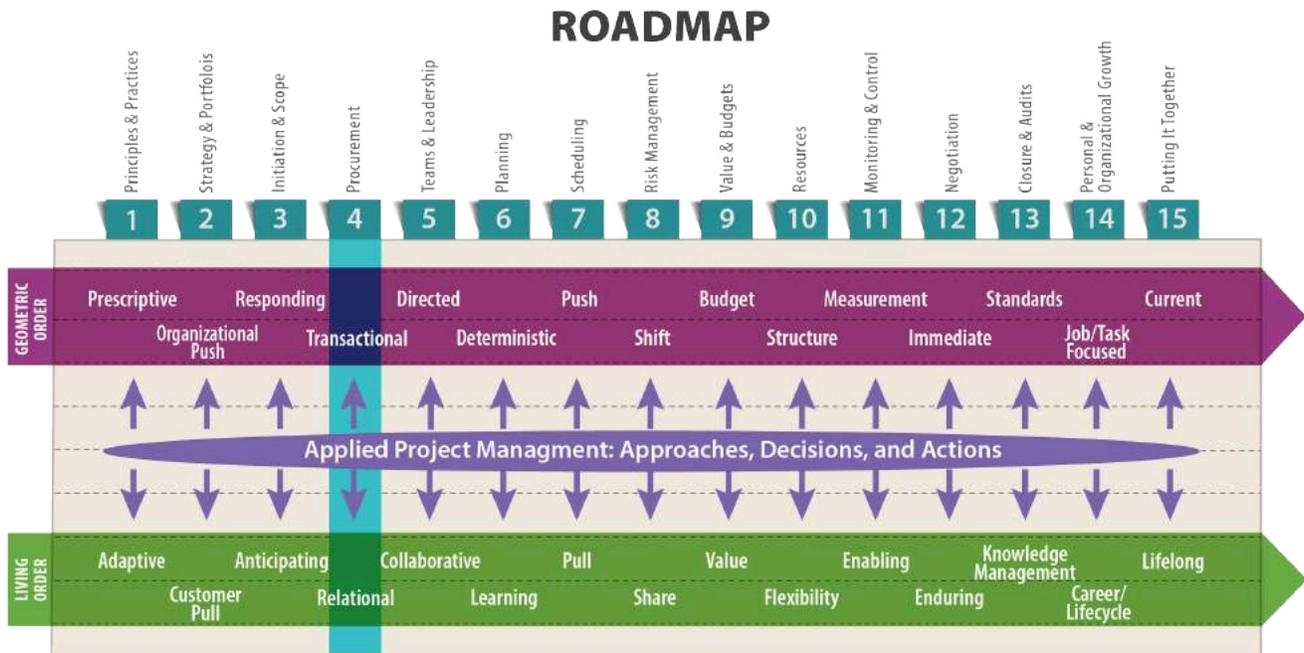 ROADMAP
Principles & Practices
Strategy & Portfolois
Initiation & Scope
Procurement
Teams & Leadership
Planning
Scheduling
Risk Management
Value & Budgets
Resources
Monitoring & Control
Negotiation
Closure & Audits
Personal &
Organizational Growth
Putting It Together
1 2 3 4 5 6 7 8 9 10 11 12 13 14 15
GEOMETRIC
ORDER
Prescriptive Responding Directed Push Budget Measurement Standards Current
Organizational
Push
Transactional Deterministic Shift Structure Immediate
Job/Task
Focused
Applied Project Managment: Approaches, Decisions, and Actions
LIVING
ORDER
Adaptive Anticipating Collaborative Pull Value Enabling
Knowledge
Management
Lifelong
Customer
Pull
Relational Learning Share Flexibility Enduring
Career/
Lifecycle